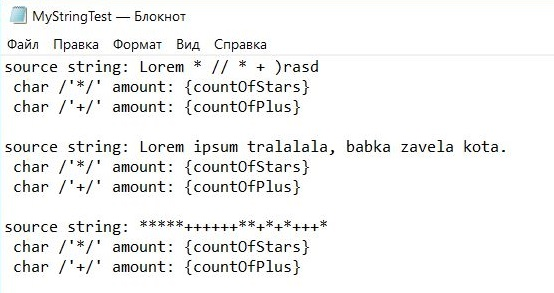 MyStringTest — Блокнот
Файл Правка Формат Вид Справка
source string: Lorem * // * + )rasd
char /'*/' amount: {countOfStars}
char /'+/' amount: {countOfPlus}
source string: Lorem ipsum tralalala, babka zavela kota.
char /'*/' amount: {countOfStars}
char /'+/' amount: {countOfPlus}
source string: *****++++++**+*+*+++*
char /'*/' amount: {countOfStars}
char /'+/' amount: {countOfPlus}